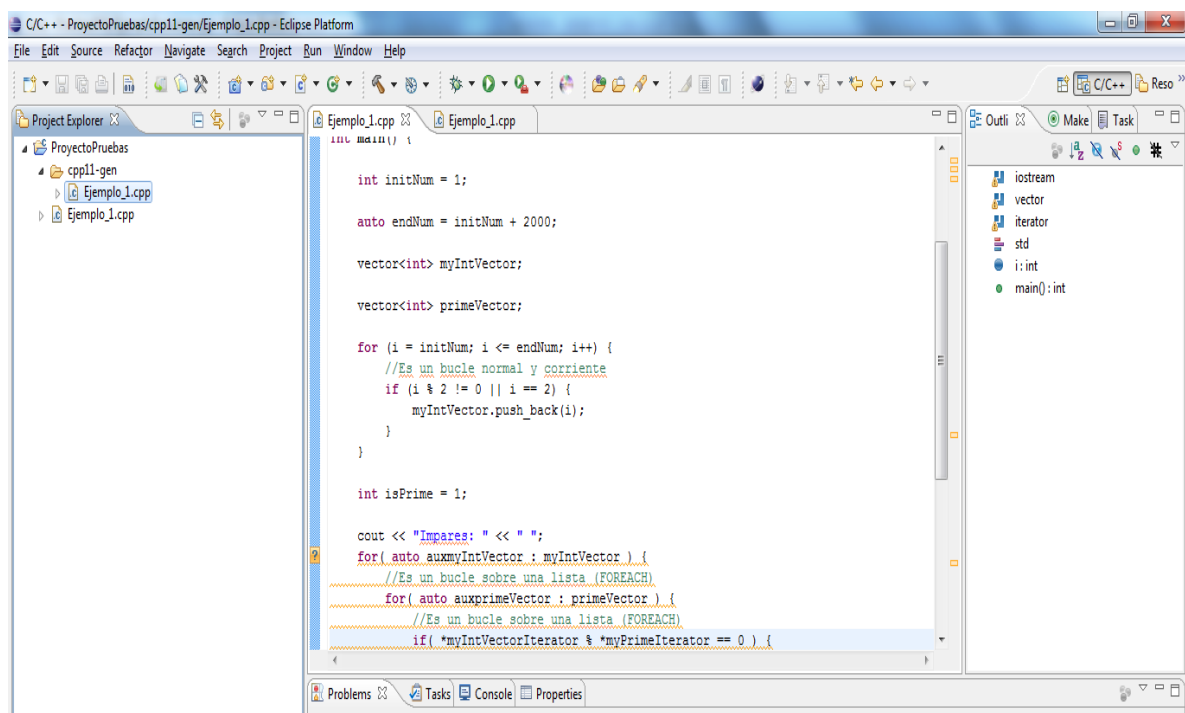 C/C++ - ProyectoPruebas/cpp11-gen/Ejemplo_1.cpp - Eclipse Platform
File Edit Source Refactor Navigate Search Project Run Window Help
C/C++ Reso
Project Explorer
ProyectoPruebas
cpp11-gen
Ejemplo_1.cpp
Ejemplo_1.cpp
Ejemplo_1.cpp Ejemplo_1.cpp
int main() {
int initNum = 1;
auto endNum = initNum + 2000;
vector<int> myIntVector;
vector<int> primeVector;
for (i = initNum; i <= endNum; i++) {
//Es un bucle normal y corriente
if (i % 2 != 0 || i == 2) {
myIntVector.push_back(i);
}
}
int isPrime = 1;
cout << "Impares: " << " ";
for( auto auxmyIntVector : myIntVector ) {
//Es un bucle sobre una lista (FOREACH)
for( auto auxprimeVector : primeVector ) {
//Es un bucle sobre una lista (FOREACH)
if( *myIntVectorIterator % *myPrimeIterator == 0 ) {
Outli Make Task
iostream
vector
iterator
std
i : int
main() : int
Problems Tasks Console Properties